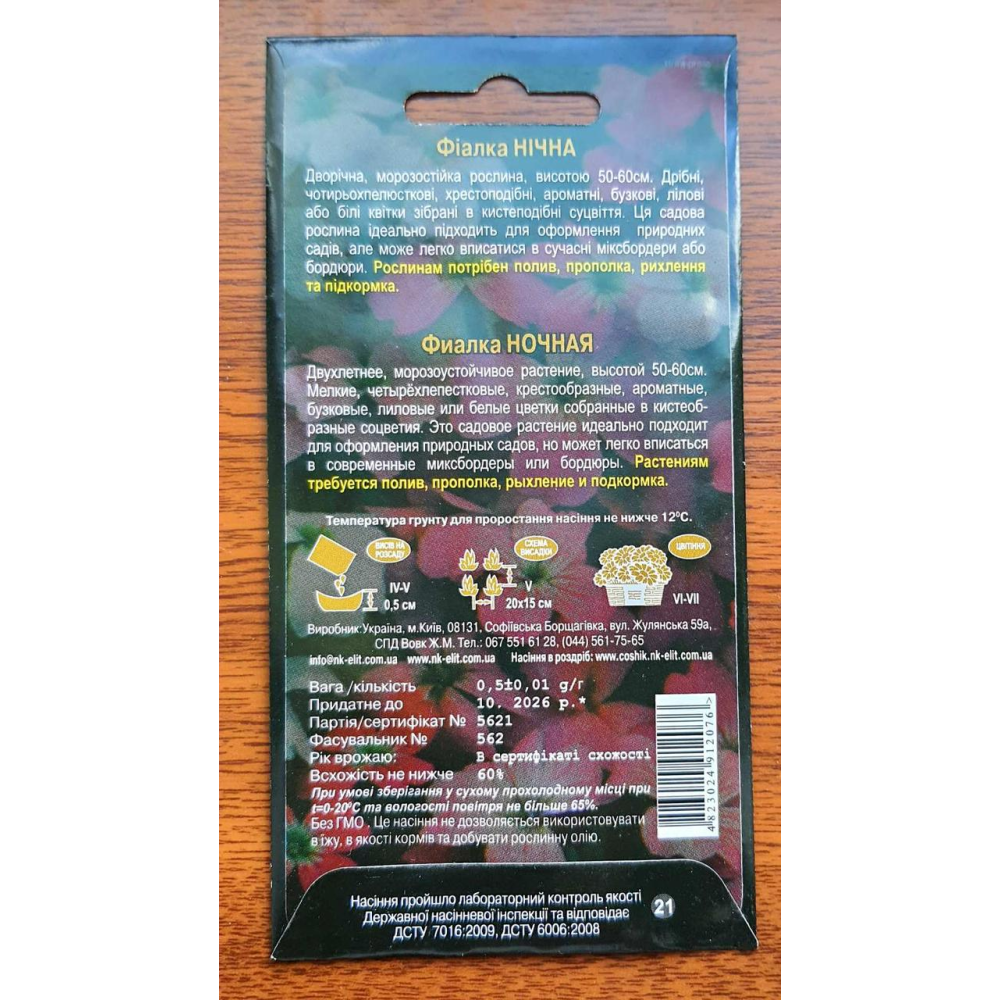 Фіалка НІЧНА
Дворічна, морозостійка рослина, висотою 50-60см. Дрібні,
чотирьохпелюсткові, хрестоподібні, ароматні, бузкові, лілові
або білі квітки зібрані в кистеподібні суцвіття. Ця садова
рослина ідеально підходить для оформлення природних
садів, але може легко вписатися в сучасні міксбордери або
бордюри. Рослинам потрібен полив, прополка, рихлення
та підкормка.
Фиалка НОЧНАЯ
Двухлетнее, морозоустойчивое растение, высотой 50-60см.
Мелкие, четырёхлепестковые, крестообразные, ароматные,
бузковые, лиловые или белые цветки собранные в кистеоб-
разные соцветия. Это садовое растение идеально подходит
для оформления природных садов, но может легко вписаться
в современные миксбордеры или бордюры. Растениям
требуется полив, прополка, рыхление и подкормка.
Температура грунту для проростання насіння не нижче 12°С.
ВИСІВ НА
РОЗСАДУ
IV-V
0,5 см
СХЕМА
ВИСАДКИ
V
20х15 см
ЦВІТІННЯ
VI-VII
Виробник:Україна, м.Київ, 08131, Софіївська Борщагівка, вул. Жулянська 59а,
СПД Вовк Ж.М. Тел.: 067 551 61 28, (044) 561-75-65
info@nk-elit.com.ua www.nk-elit.com.ua Насіння в роздріб: www.coshik.nk-elit.com.ua
Вага /кількість 0,5±0,01 g/г
Придатне до 10. 2026 р.*
Партія/сертифікат № 5621
Фасувальник № 562
Рік врожаю: В сертифікаті схожості
Всхожість не нижче 60%
При умові зберігання у сухому прохолодному місці при
t=0-20°С та вологості повітря не більше 65%.
Без ГМО . Це насіння не дозволяється використовувати
в їжу, в якості кормів та добувати рослинну олію.
4823024912076>
Насіння пройшло лабораторний контроль якості
Державної насінневої інспекції та відповідає
ДСТУ 7016:2009, ДСТУ 6006:2008
21